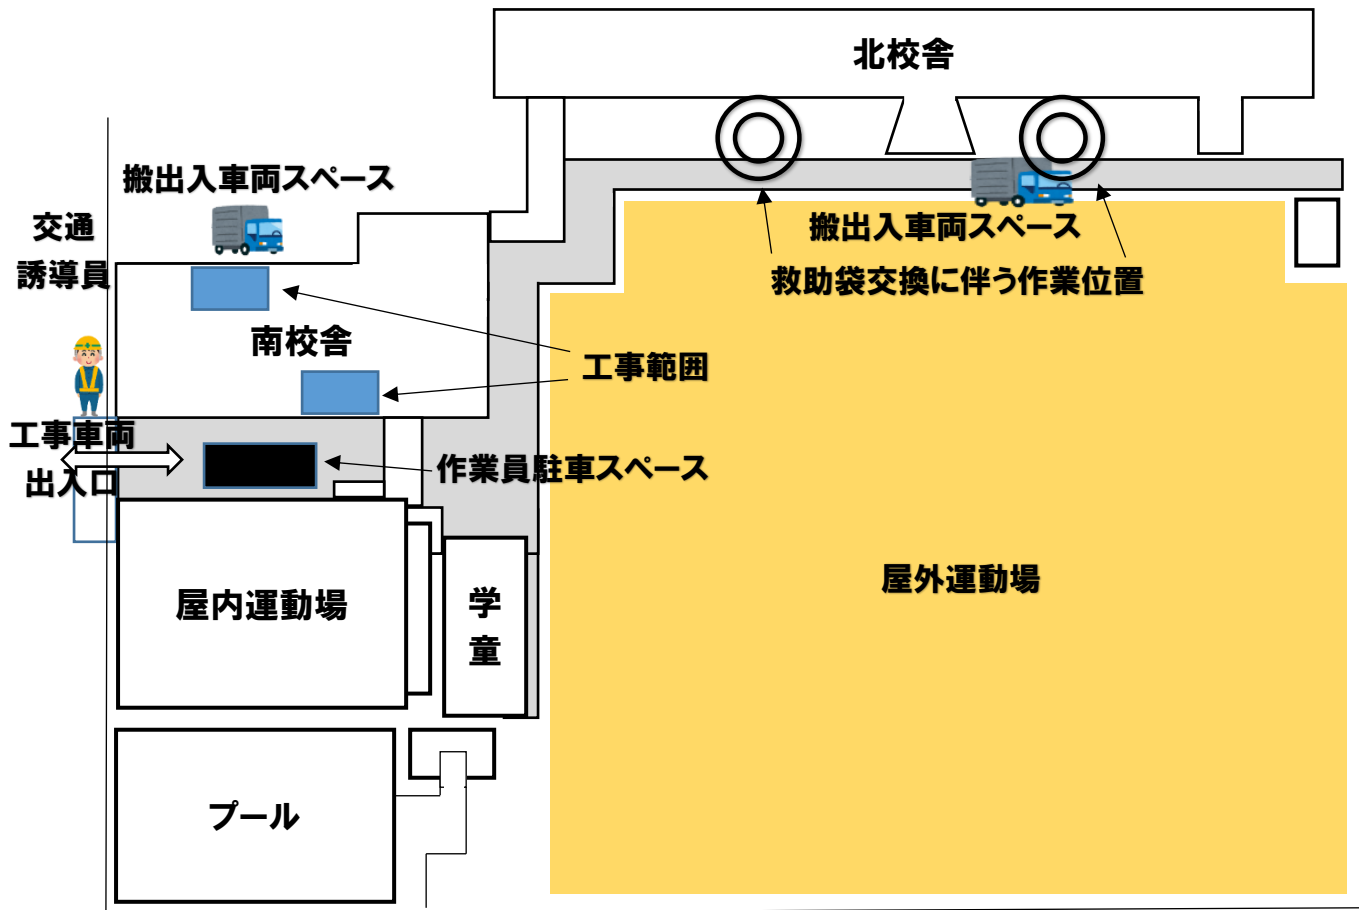 北校舎
搬出入車両スペース
交通
誘導員
搬出入車両スペース
救助袋交換に伴う作業位置
南校舎
工事範囲
工事車両
出入口
作業員駐車スペース
屋外運動場
屋内運動場
学
童
プール